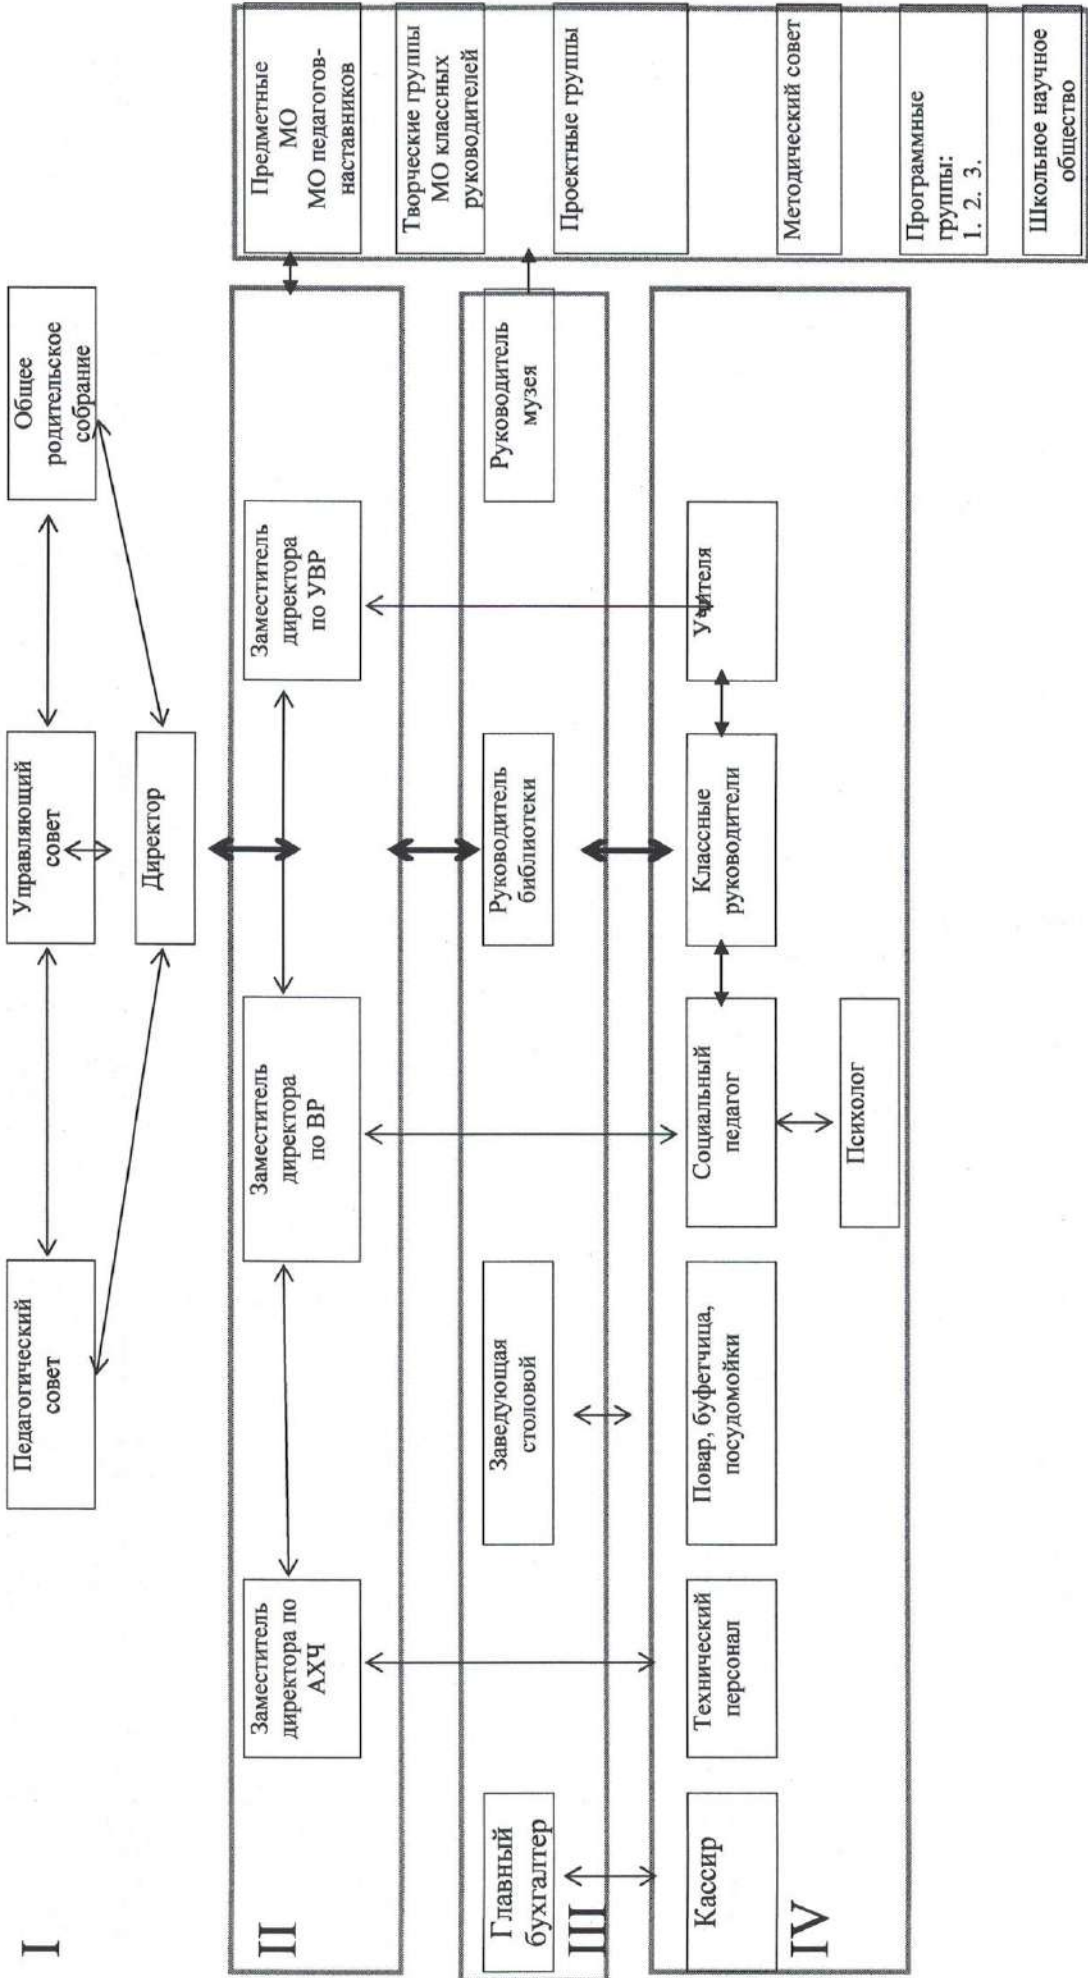 I
Педагогический
совет
Управляющий
совет
Общее
родительское
собрание
Директор
II
Заместитель
директора по
АХЧ
Заместитель
директора
по ВР
Заместитель
директора
по УВР
III
Главный
бухгалтер
Заведующая
столовой
Руководитель
библиотеки
Руководитель
музея
IV
Кассир
Технический
персонал
Повар, буфетчица,
посудомойки
Социальный
педагог
Классные
руководители
Учителя
Психолог
Предметные
МО
МО педагогов-
наставников
Творческие группы
МО классных
руководителей
Проектные группы
Методический совет
Программные
группы:
1. 2. 3.
Школьное научное
общество